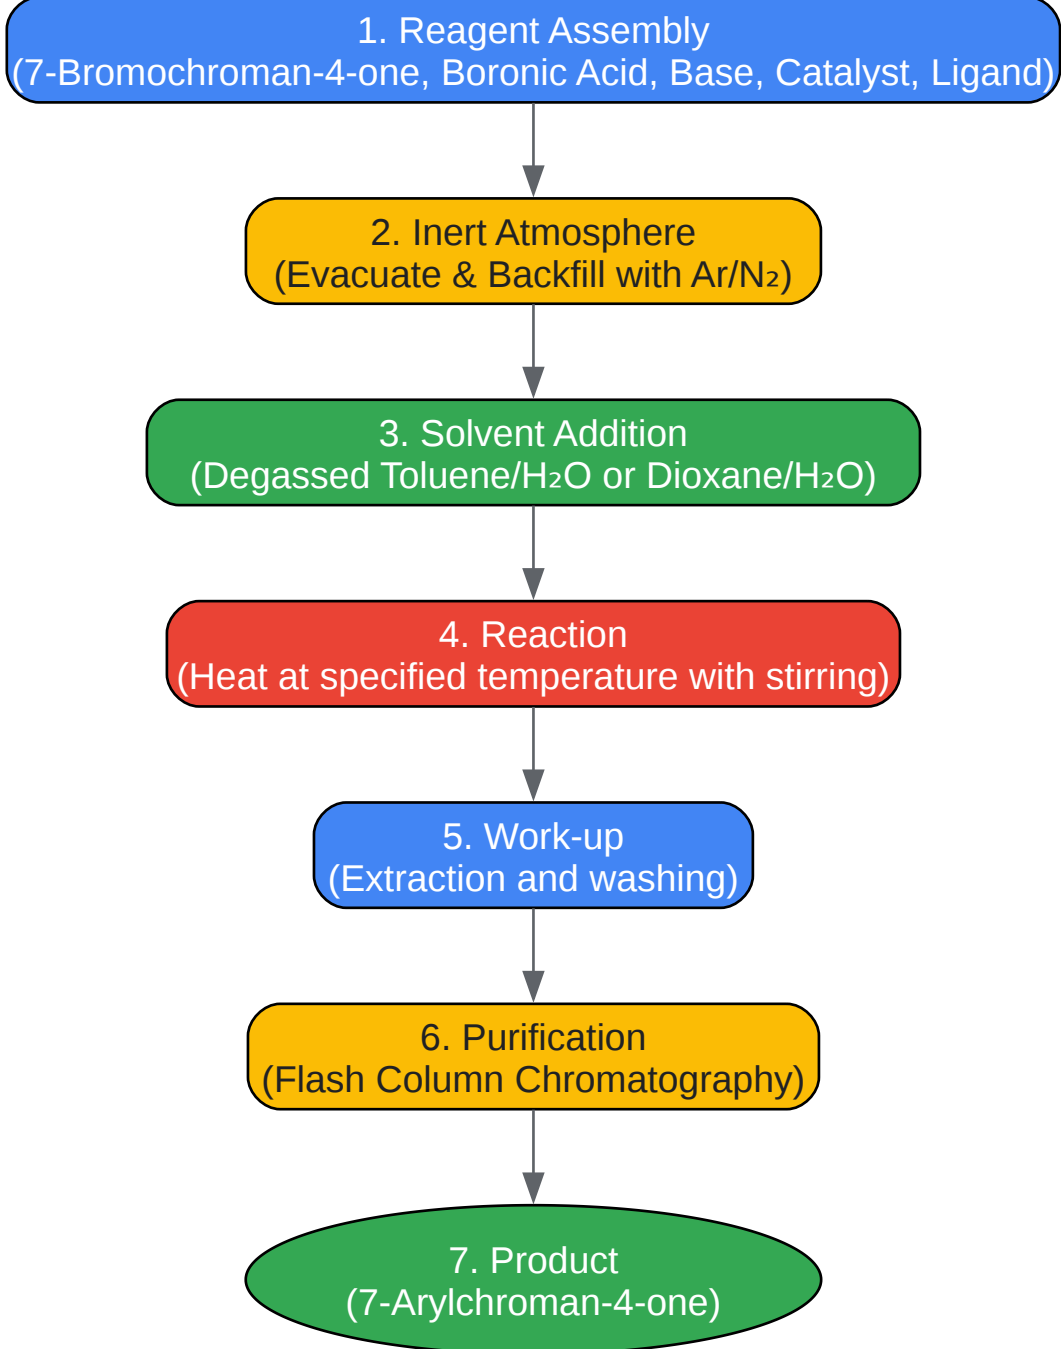 1. Reagent Assembly
(7-Bromochroman-4-one, Boronic Acid, Base, Catalyst, Ligand)
2. Inert Atmosphere
(Evacuate & Backfill with Ar/N₂)
3. Solvent Addition
(Degassed Toluene/H₂O or Dioxane/H₂O)
4. Reaction
(Heat at specified temperature with stirring)
5. Work-up
(Extraction and washing)
6. Purification
(Flash Column Chromatography)
7. Product
(7-Arylchroman-4-one)